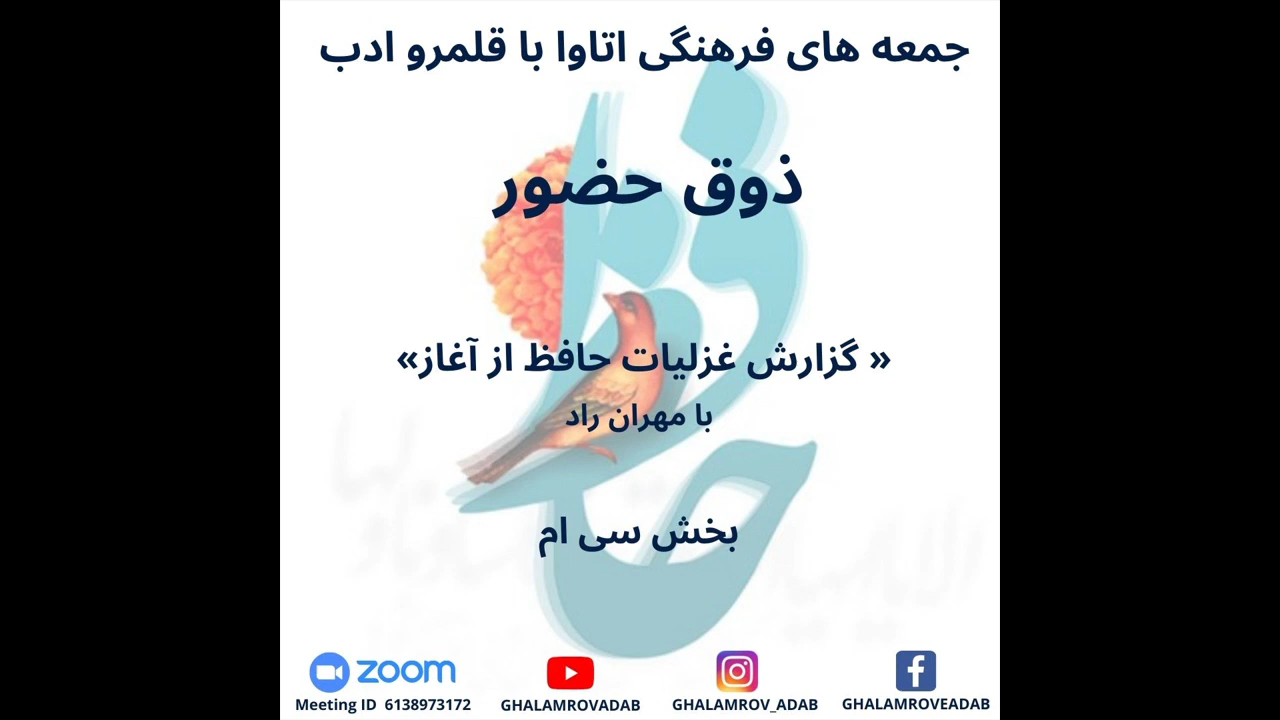 جمعه های فرهنگی اتاوا با قلمرو ادب
ذوق حضور
« گزارش غزلیات حافظ از آغاز»
با مهران راد
بخش سی ام
حافظ
zoom
Meeting ID 6138973172
GHALAMROVADAB
GHALAMROV_ADAB
GHALAMROVEADAB